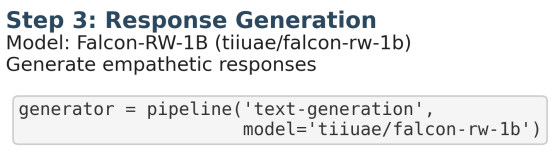 Step 3: Response Generation
Model: Falcon-RW-1B (tiiuae/falcon-rw-1b)
Generate empathetic responses
generator = pipeline('text-generation',
                     model='tiiuae/falcon-rw-1b')